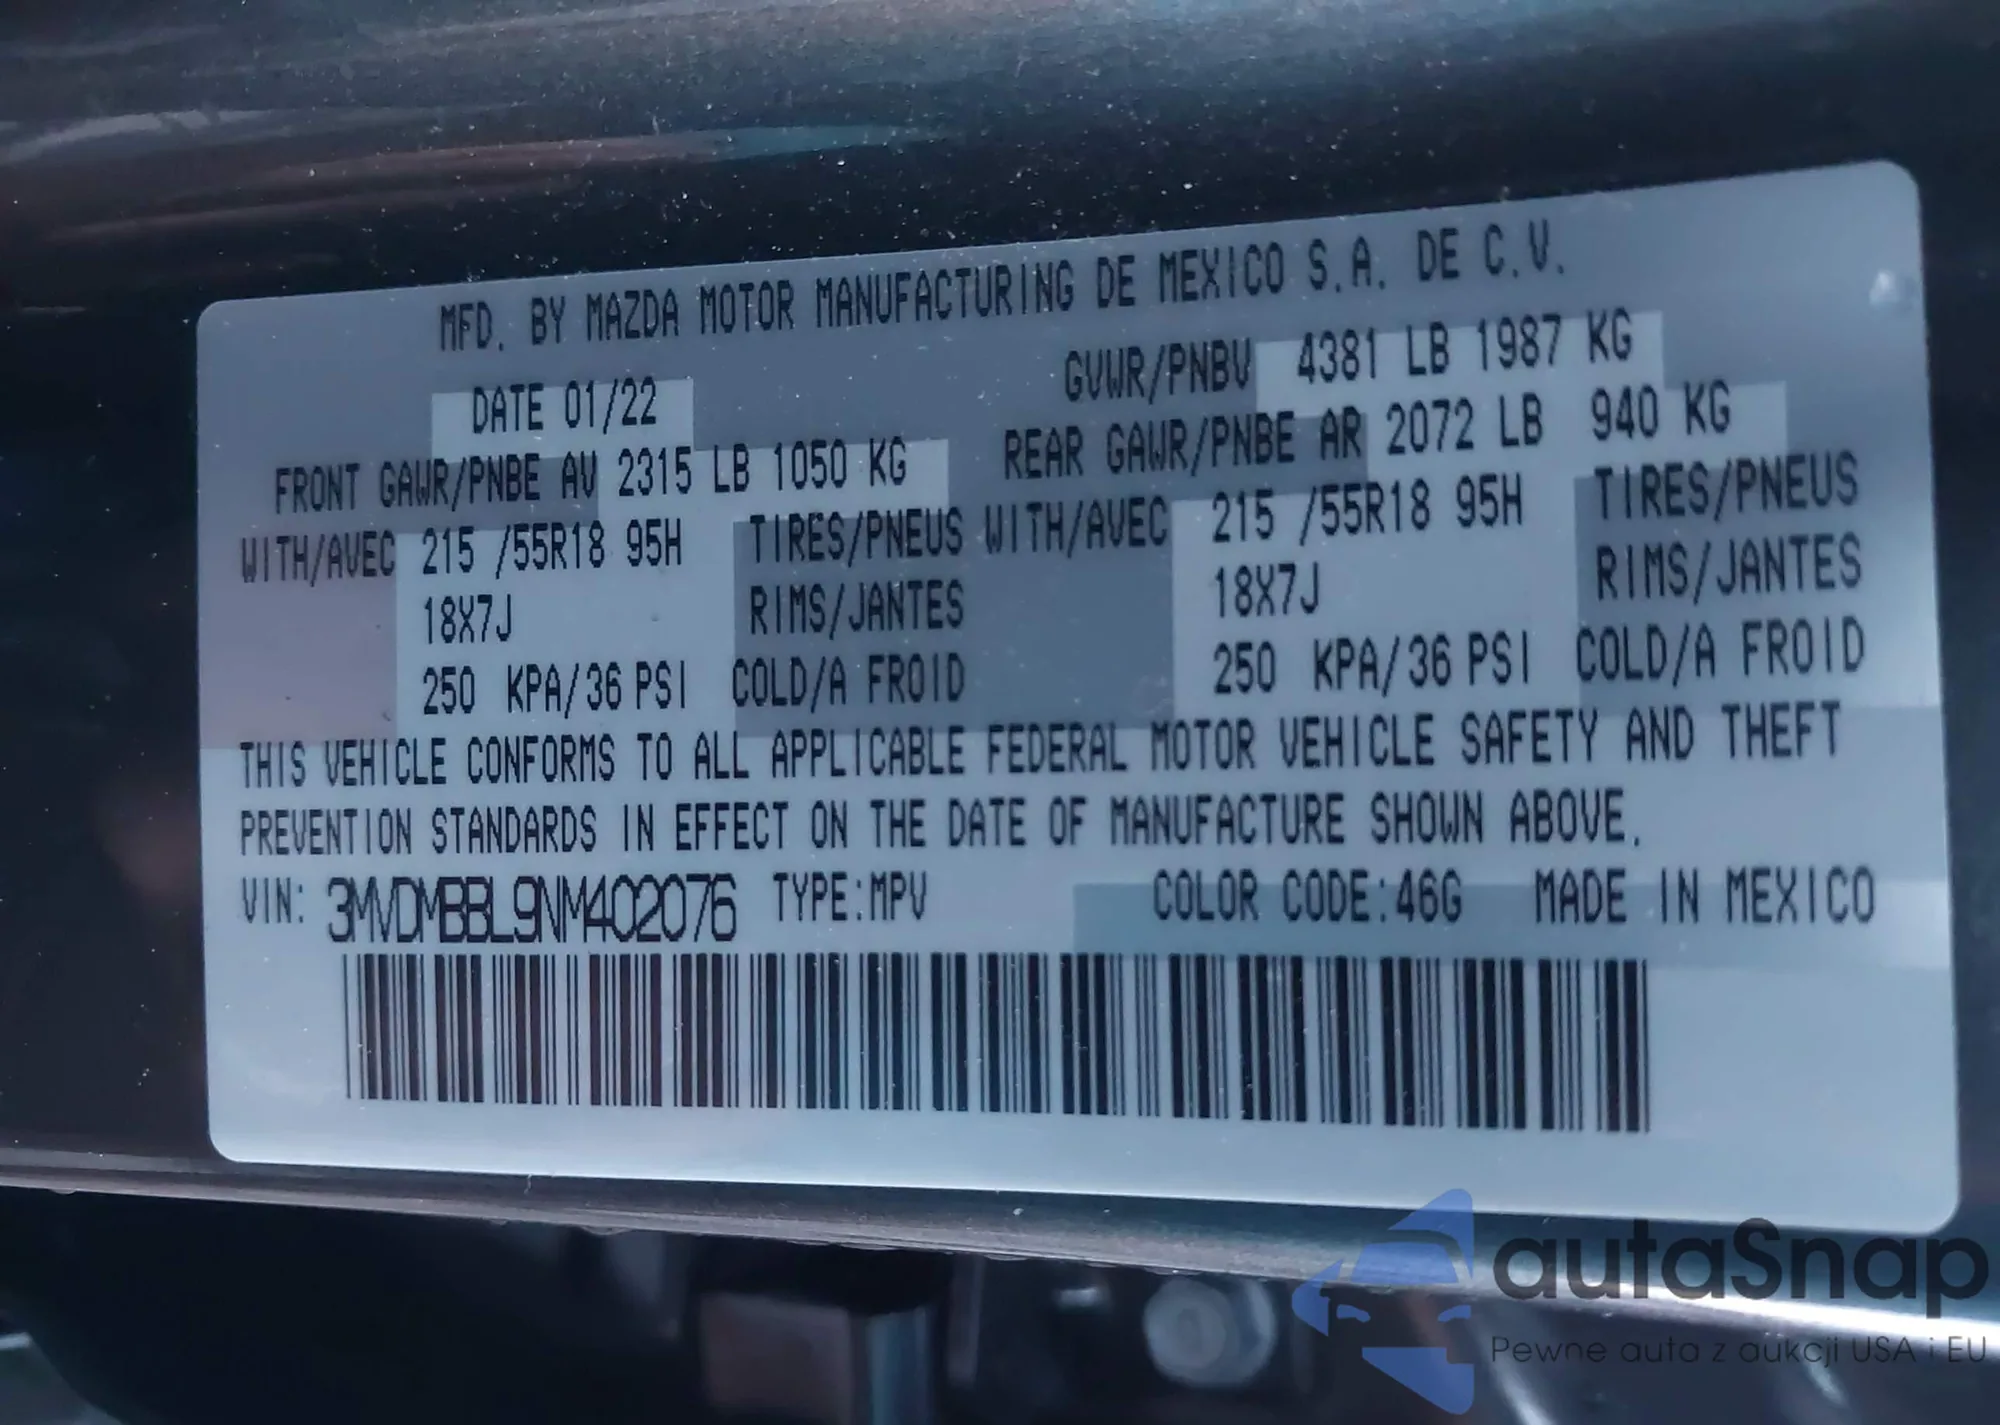 MFD. BY MAZDA MOTOR MANUFACTURING DE MEXICO S.A. DE C.V.
DATE 01/22 GVWR/PNBV 4381 LB 1987 KG
FRONT GAWR/PNBE AV 2315 LB 1050 KG REAR GAWR/PNBE AR 2072 LB 940 KG
WITH/AVEC 215 /55R18 95H TIRES/PNEUS WITH/AVEC 215 /55R18 95H TIRES/PNEUS
18X7J RIMS/JANTES 18X7J RIMS/JANTES
250 KPA/36 PSI COLD/A FROID 250 KPA/36 PSI COLD/A FROID
THIS VEHICLE CONFORMS TO ALL APPLICABLE FEDERAL MOTOR VEHICLE SAFETY AND THEFT
PREVENTION STANDARDS IN EFFECT ON THE DATE OF MANUFACTURE SHOWN ABOVE.
VIN: 3MVDMBBL9NM402076 TYPE:MPV COLOR CODE:46G MADE IN MEXICO
autaSnap
Pewne auta z aukcji USA i EU